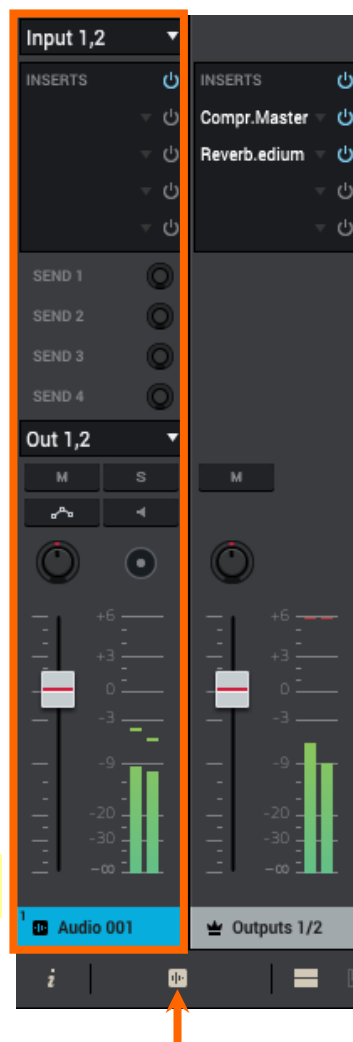 Input 1,2
INSERTS
SEND 1
SEND 2
SEND 3
SEND 4
Out 1,2
M S
+6
+3
0
-3
-9
-20
-30
-∞
1
Audio 001
INSERTS
Compr.Master
Reverb.edium
M
+6
+3
0
-3
-9
-20
-30
-∞
Outputs 1/2
i